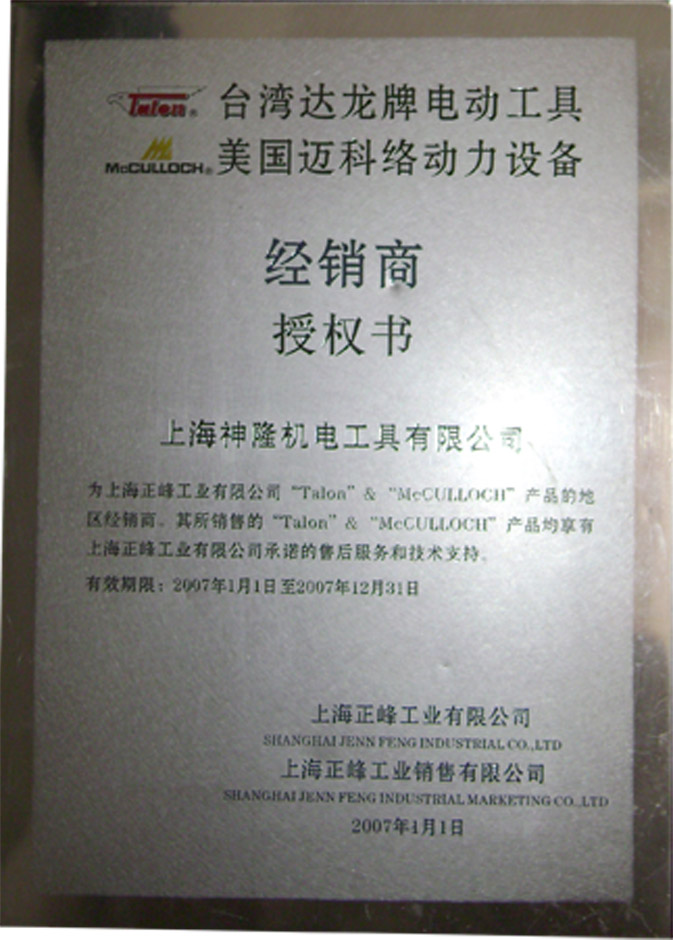 Talon® 台湾达龙牌电动工具
McCULLOCH® 美国迈科络动力设备
经销商
授权书
上海神隆机电工具有限公司
为上海正峰工业有限公司“Talon”＆“McCULLOCH”产品的地
区经销商。其所销售的“Talon”＆“McCULLOCH”产品均享有
上海正峰工业有限公司承诺的售后服务和技术支持。
有效期限：2007年1月1日至2007年12月31日
上海正峰工业有限公司
SHANGHAI JENN FENG INDUSTRIAL CO.,LTD
上海正峰工业销售有限公司
SHANGHAI JENN FENG INDUSTRIAL MARKETING CO.,LTD
2007年1月1日